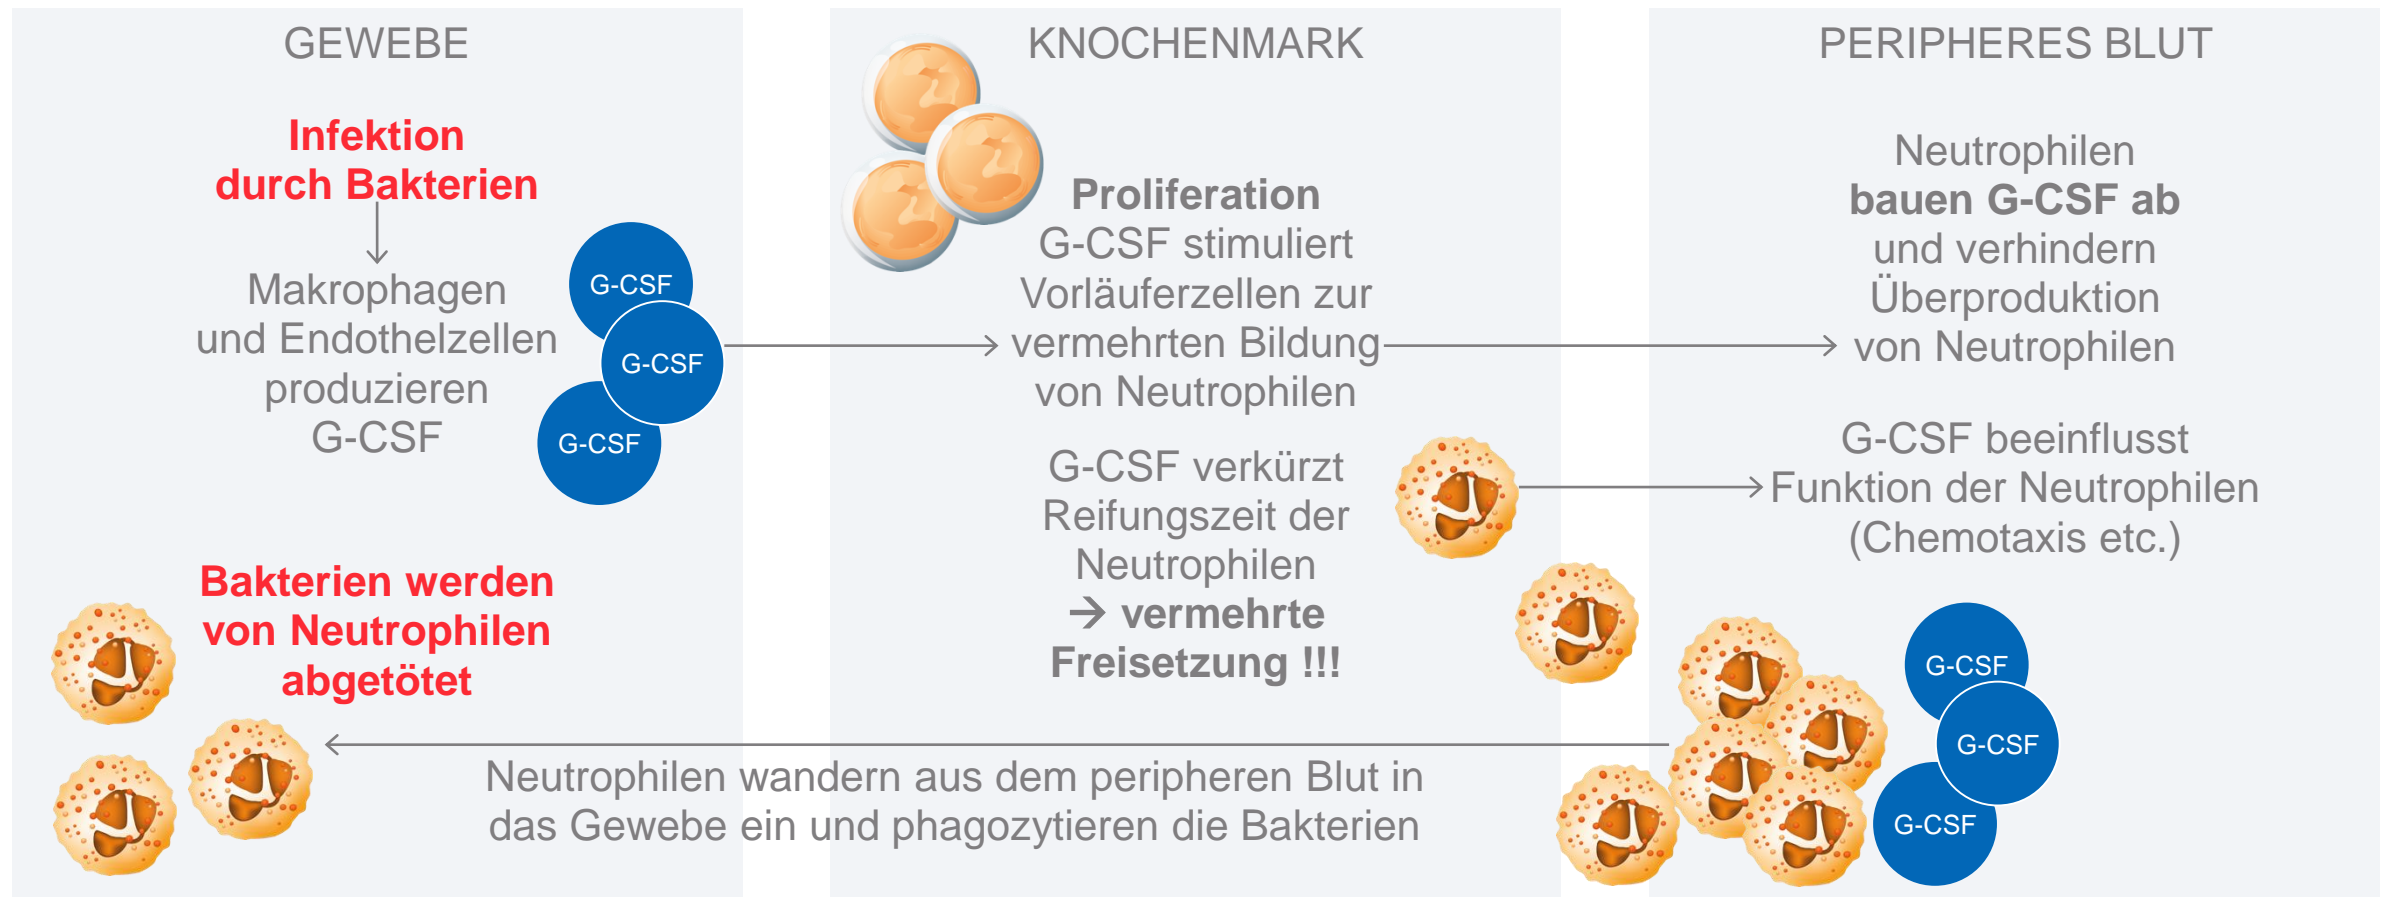 GEWEBE
Infektion
durch Bakterien
Makrophagen
und Endothelzellen
produzieren
G-CSF
G-CSF
G-CSF
G-CSF
Bakterien werden
von Neutrophilen
abgetötet
KNOCHENMARK
Proliferation
G-CSF stimuliert
Vorläuferzellen zur
vermehrten Bildung
von Neutrophilen
G-CSF verkürzt
Reifungszeit der
Neutrophilen
→ vermehrte
Freisetzung !!!
PERIPHERES BLUT
Neutrophilen
bauen G-CSF ab
und verhindern
Überproduktion
von Neutrophilen
G-CSF beeinflusst
Funktion der Neutrophilen
(Chemotaxis etc.)
G-CSF
G-CSF
G-CSF
Neutrophilen wandern aus dem peripheren Blut in
das Gewebe ein und phagozytieren die Bakterien